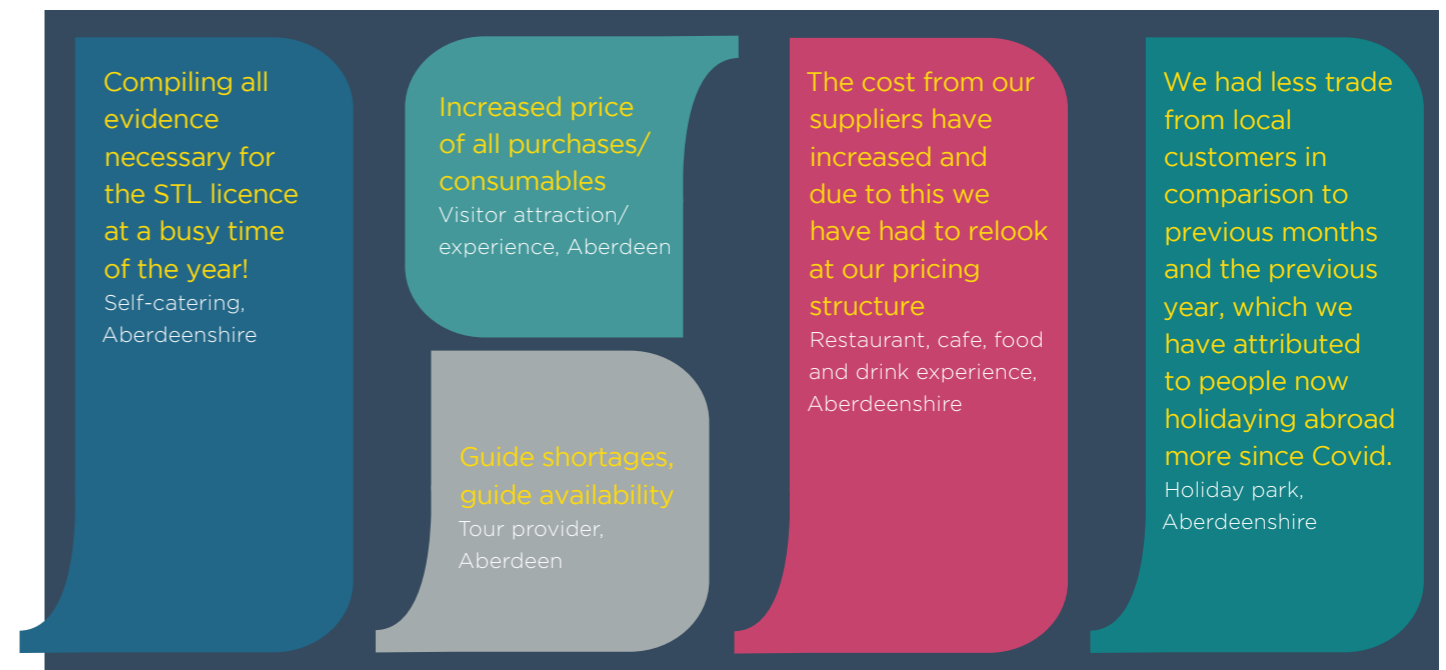 Compiling all
evidence
necessary for
the STL licence
at a busy time
of the year!
Self-catering,
Aberdeenshire
Increased price
of all purchases/
consumables
Visitor attraction/
experience, Aberdeen
Guide shortages,
guide availability
Tour provider,
Aberdeen
The cost from our
suppliers have
increased and
due to this we
have had to relook
at our pricing
structure
Restaurant, cafe, food
and drink experience,
Aberdeenshire
We had less trade
from local
customers in
comparison to
previous months
and the previous
year, which we
have attributed
to people now
holidaying abroad
more since Covid.
Holiday park,
Aberdeenshire